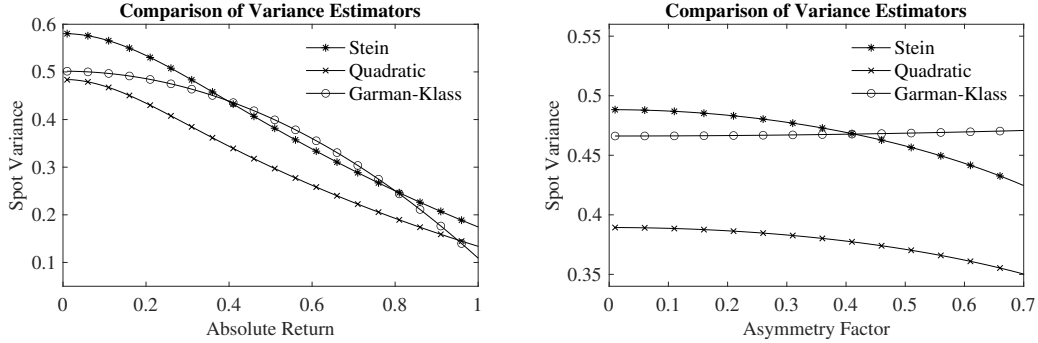 Comparison of Variance Estimators
0.6
0.5
0.4
0.3
0.2
0.1
Spot Variance
Stein
Quadratic
Garman-Klass
0 0.2 0.4 0.6 0.8 1
Absolute Return
Comparison of Variance Estimators
0.55
0.5
0.45
0.4
0.35
Spot Variance
Stein
Quadratic
Garman-Klass
0 0.1 0.2 0.3 0.4 0.5 0.6 0.7
Asymmetry Factor